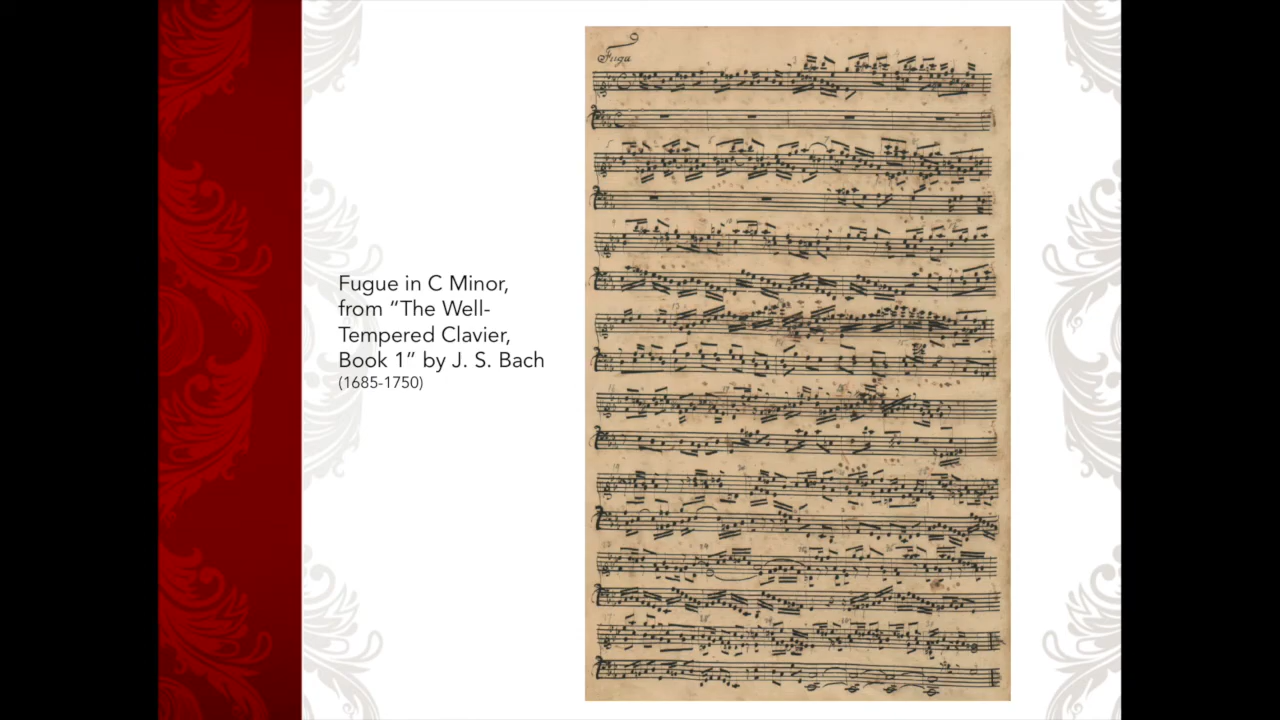 Fugue in C Minor,
from “The Well-
Tempered Clavier,
Book 1” by J. S. Bach
(1685-1750)
Fuga